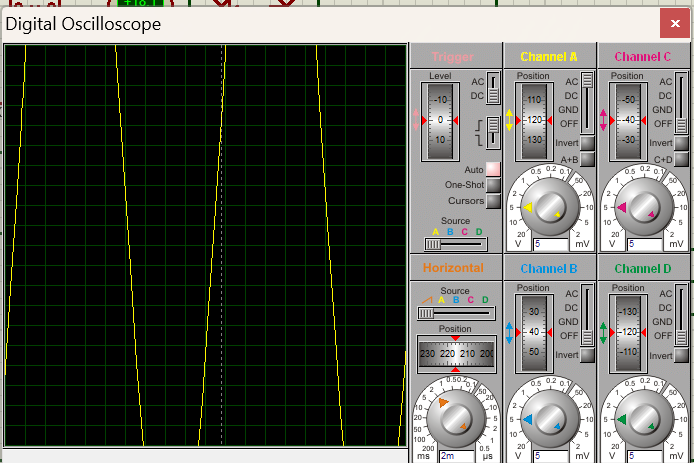 Digital Oscilloscope
Trigger
Level
-10
0
10
AC
DC
Auto
One-Shot
Cursors
Source
A B C D
Channel A
Position
110
120
130
AC
DC
GND
OFF
Invert
A+B
1 0.5 0.2 0.1
2 50
5 20
10 10
20 5
2
V 5 mV
Channel C
Position
-50
-40
-30
AC
DC
GND
OFF
Invert
C+D
1 0.5 0.2 0.1
2 50
5 20
10 10
20 5
2
V 5 mV
Horizontal
Source
A B C D
Position
230 220 210 200
1 0.5 0.2
2 0.1
5 50
10 20
20 10
50 5
100 2
200 1
0.5
ms 2m µs
Channel B
Position
30
40
50
AC
DC
GND
OFF
Invert
1 0.5 0.2 0.1
2 50
5 20
10 10
20 5
2
V 5 mV
Channel D
Position
-130
-120
-110
AC
DC
GND
OFF
Invert
1 0.5 0.2 0.1
2 50
5 20
10 10
20 5
2
V 5 mV